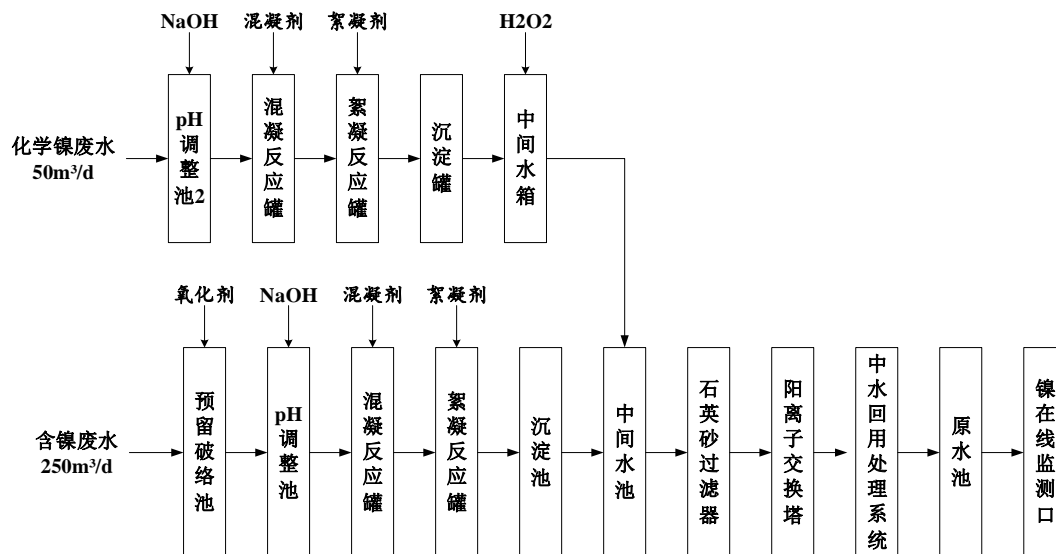 NaOH 混凝剂 絮凝剂 H2O2
化学镍废水
50m³/d
pH调整池2
混凝反应罐
絮凝反应罐
沉淀罐
中间水箱
氧化剂 NaOH 混凝剂 絮凝剂
含镍废水
250m³/d
预留破络池
pH调整池
混凝反应罐
絮凝反应罐
沉淀池
中间水池
石英砂过滤器
阳离子交换塔
中水回用处理系统
原水池
镍在线监测口